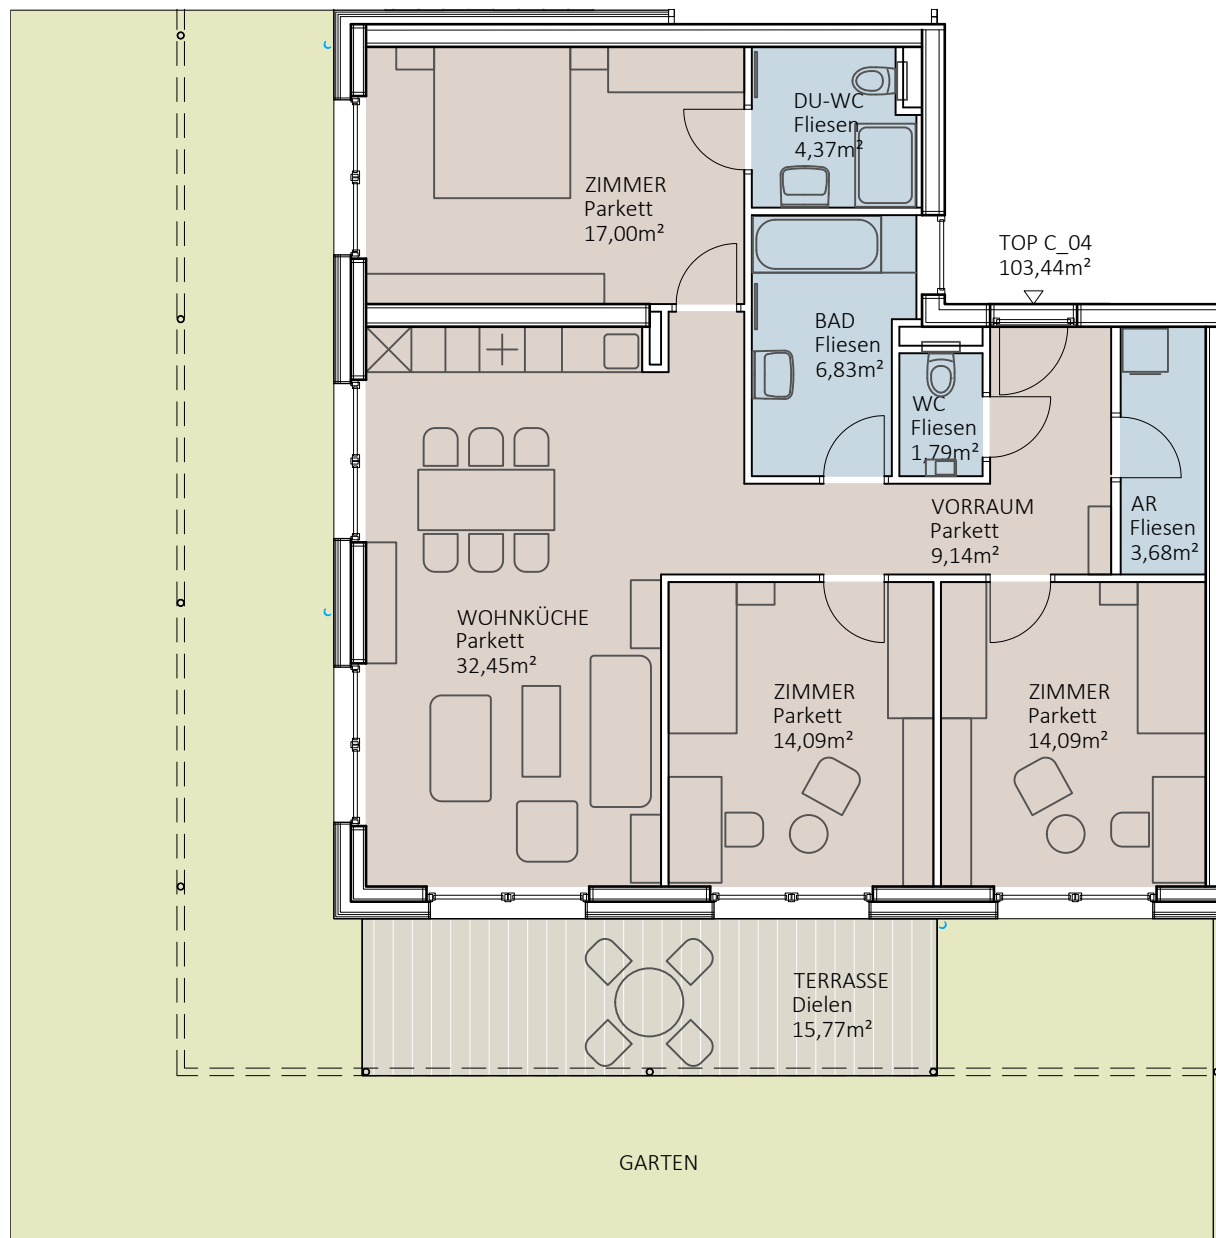 DU-WC
Fliesen
4,37m²
ZIMMER
Parkett
17,00m²
TOP C_04
103,44m²
BAD
Fliesen
6,83m²
WC
Fliesen
1,79m²
VORRAUM
Parkett
9,14m²
AR
Fliesen
3,68m²
WOHNKÜCHE
Parkett
32,45m²
ZIMMER
Parkett
14,09m²
ZIMMER
Parkett
14,09m²
TERRASSE
Dielen
15,77m²
GARTEN